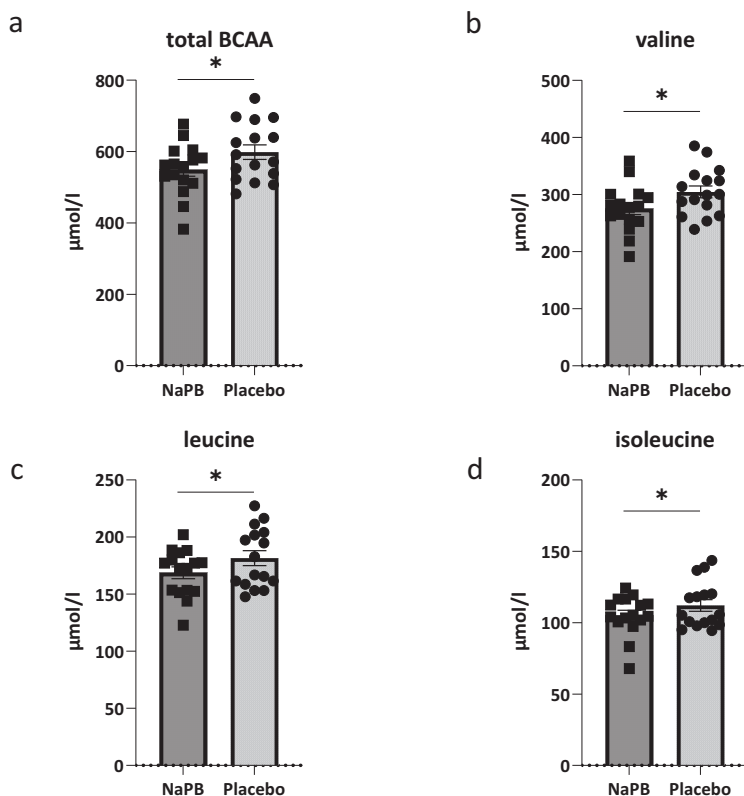 a
total BCAA
*
800
600
400
200
0
µmol/l
NaPB Placebo
b
valine
*
500
400
300
200
100
0
µmol/l
NaPB Placebo
c
leucine
*
250
200
150
100
50
0
µmol/l
NaPB Placebo
d
isoleucine
*
200
150
100
50
0
µmol/l
NaPB Placebo